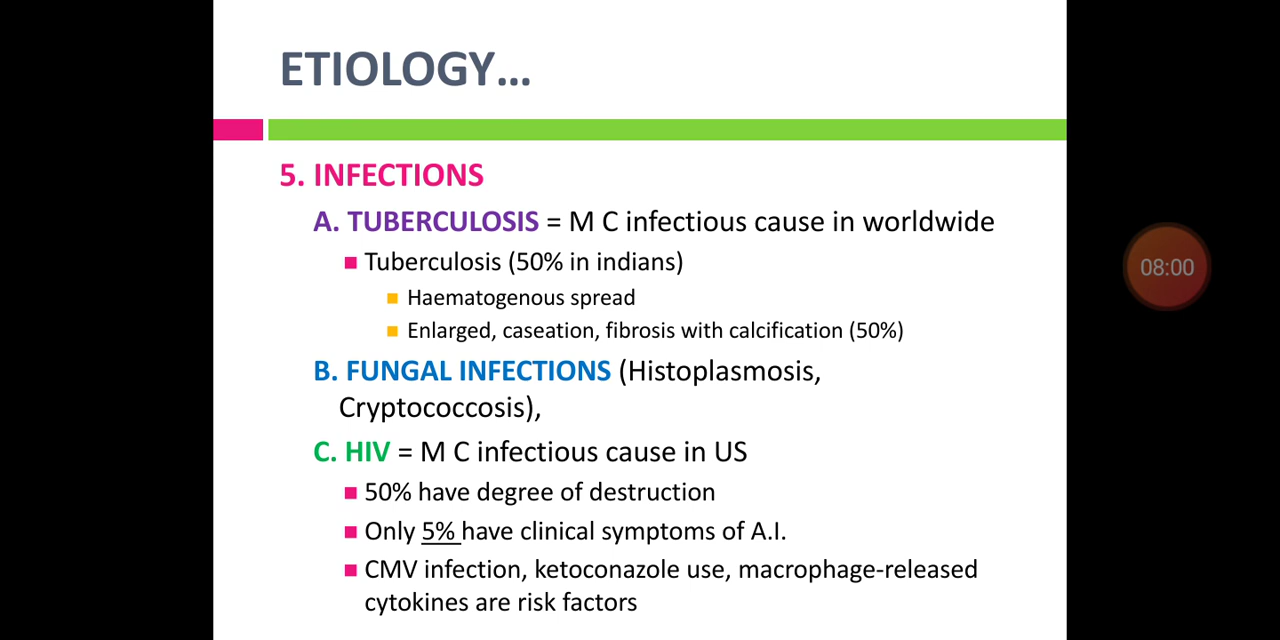 ETIOLOGY...
5. INFECTIONS
A. TUBERCULOSIS = M C infectious cause in worldwide
Tuberculosis (50% in indians)
Haematogenous spread
Enlarged, caseation, fibrosis with calcification (50%)
B. FUNGAL INFECTIONS (Histoplasmosis,
Cryptococcosis),
C. HIV = M C infectious cause in US
50% have degree of destruction
Only 5% have clinical symptoms of A.I.
CMV infection, ketoconazole use, macrophage-released
cytokines are risk factors
08:00